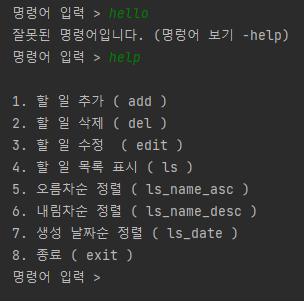 명령어 입력 > hello
잘못된 명령어입니다. (명령어 보기 -help)
명령어 입력 > help
1. 할 일 추가 ( add )
2. 할 일 삭제 ( del )
3. 할 일 수정  ( edit )
4. 할 일 목록 표시 ( ls )
5. 오름차순 정렬 ( ls_name_asc )
6. 내림차순 정렬 ( ls_name_desc )
7. 생성 날짜순 정렬 ( ls_date )
8. 종료 ( exit )
명령어 입력 >